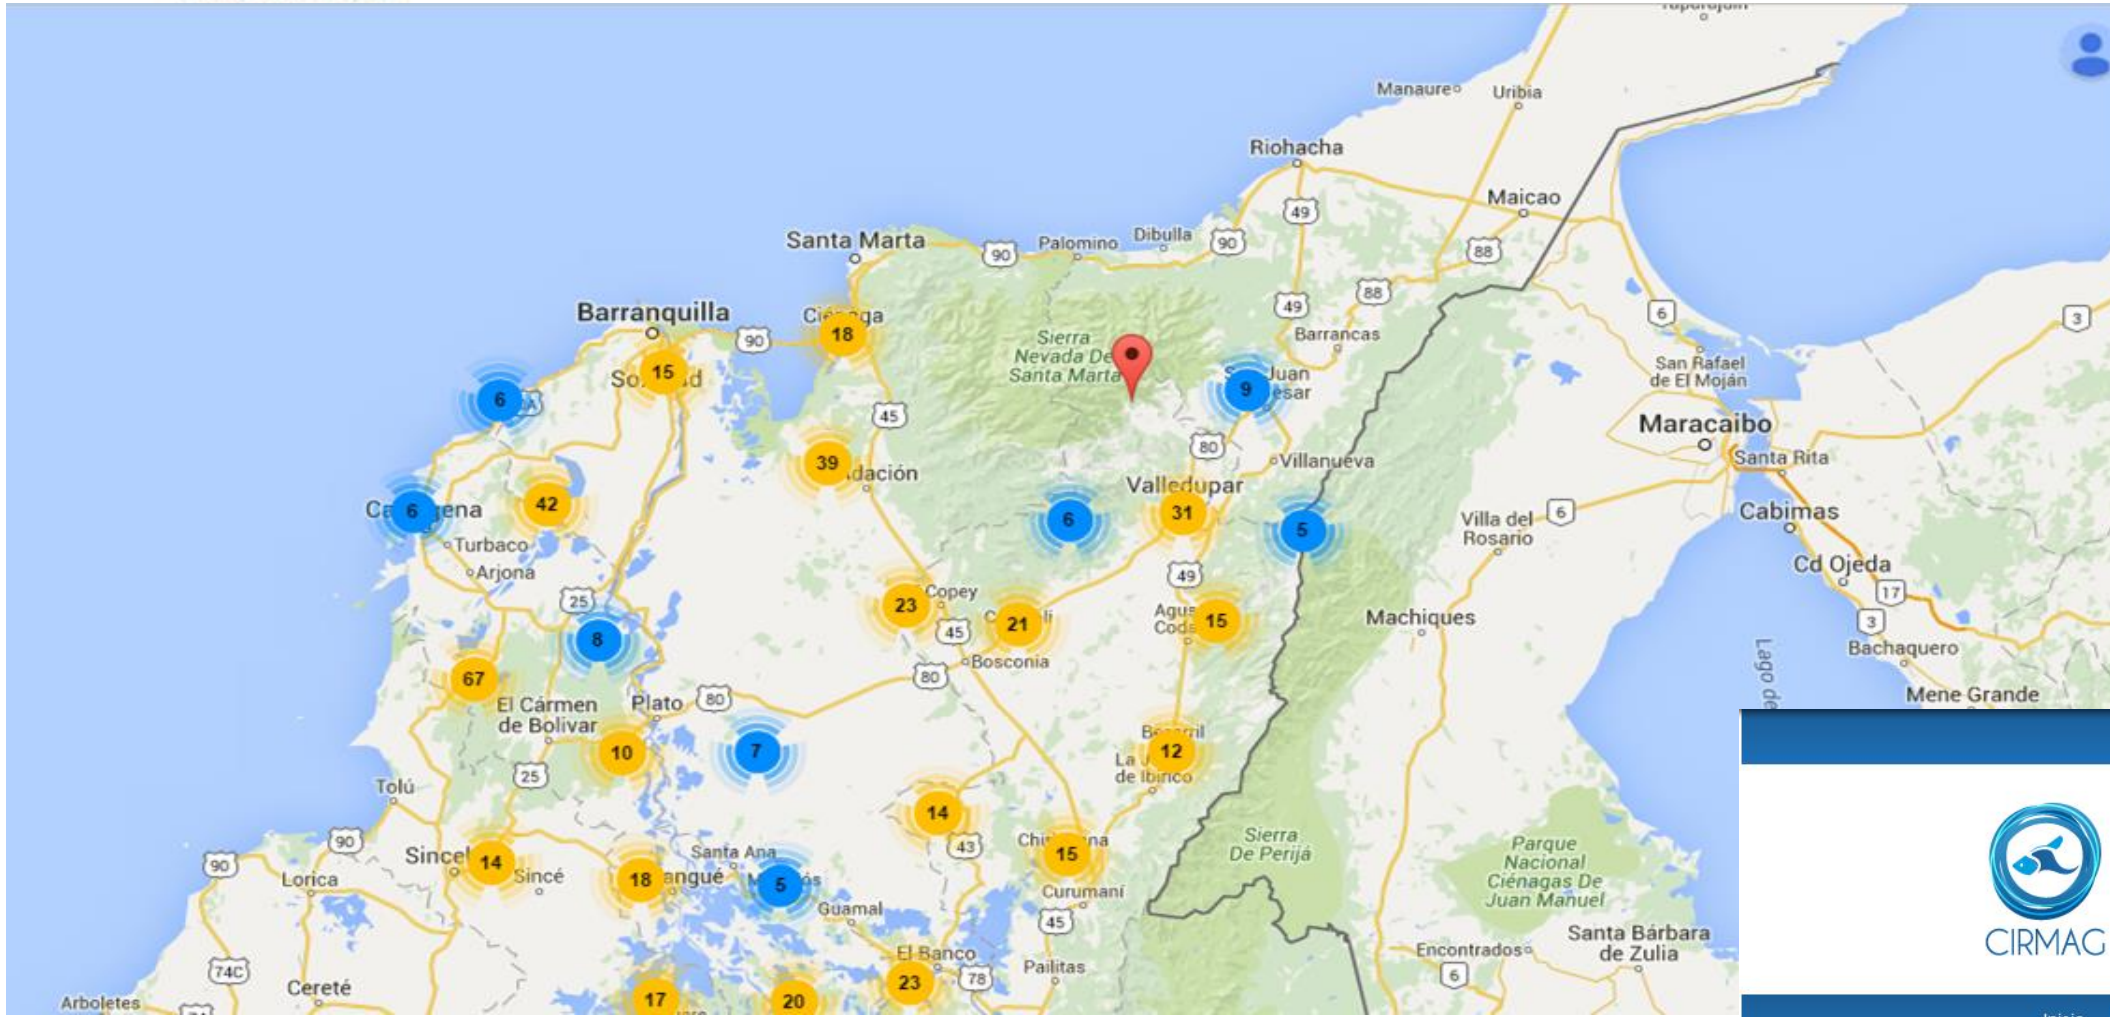 Manaure
Uribia
Riohacha
Maicao
49
Santa Marta
90
Palomino
Dibulla
90
88
88
49
Barranquilla
90
18
Sierra
Nevada De
Santa Marta
Barrancas
6
3
San Rafael
de El Moján
15
6
9
45
Maracaibo
Santa Rita
80
39
Villanueva
Valledupar
42
6
31
6
5
Villa del
Rosario
6
Cabimas
Turbaco
Arjona
Cd Ojeda
49
17
25
23
Copey
21
15
Machiques
3
45
8
Bachaquero
Bosconia
Lago de
67
80
Mene Grande
El Cármen
de Bolivar
Plato
80
10
7
12
25
Tolú
14
90
43
15
Santa Ana
Sierra
De Perijá
Parque
Nacional
Ciénagas De
Juan Manuel
90
14
Sincé
18
5
Lorica
Curumaní
Guamal
45
Santa Bárbara
de Zulia
CIRMAG
El Banco
Encontrados
74C
Pailitas
6
78
23
Cereté
17
20
Arboletes